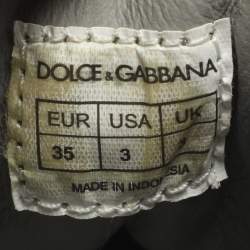 DOLCE & GABBANA
EUR USA UK
35 3
MADE IN INDONESIA